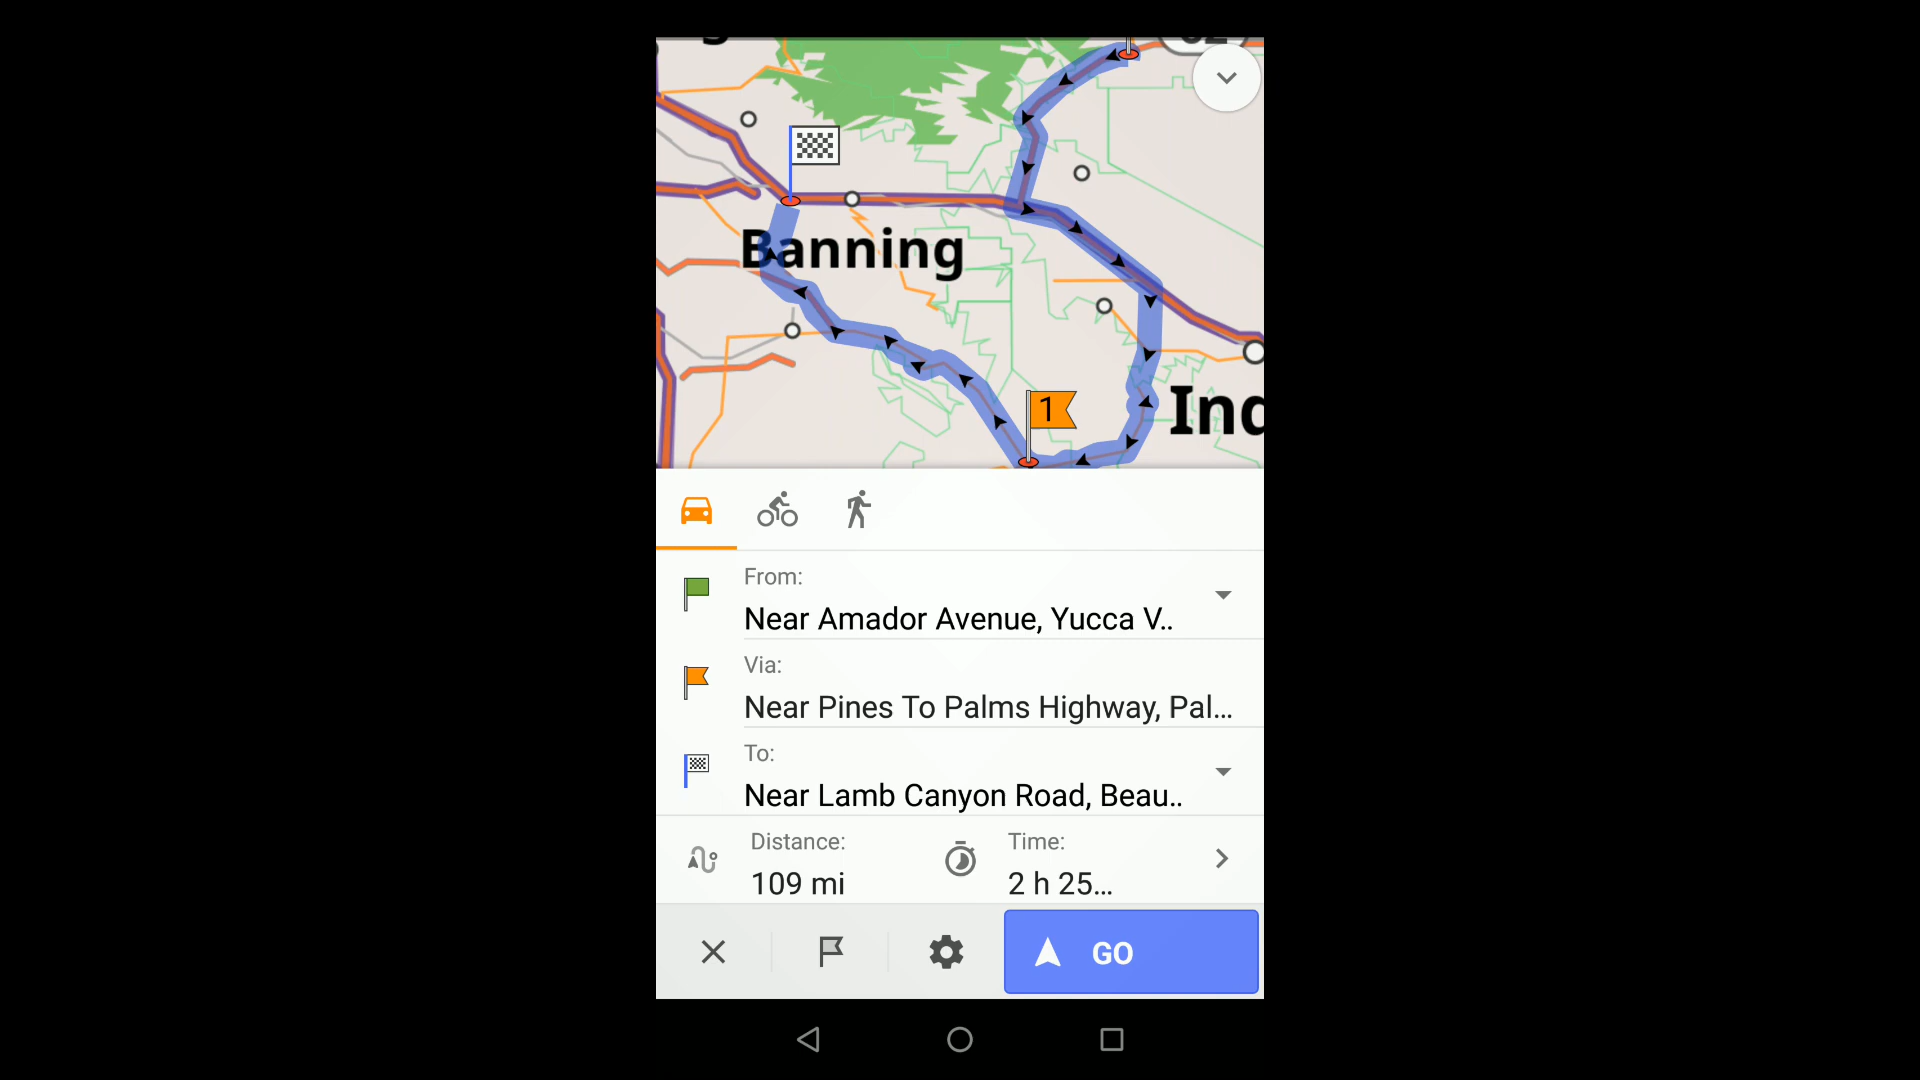 Banning
1
Ind
From:
Near Amador Avenue, Yucca V..
Via:
Near Pines To Palms Highway, Pal...
To:
Near Lamb Canyon Road, Beau..
Distance:
Time:
109 mi
2 h 25...
GO